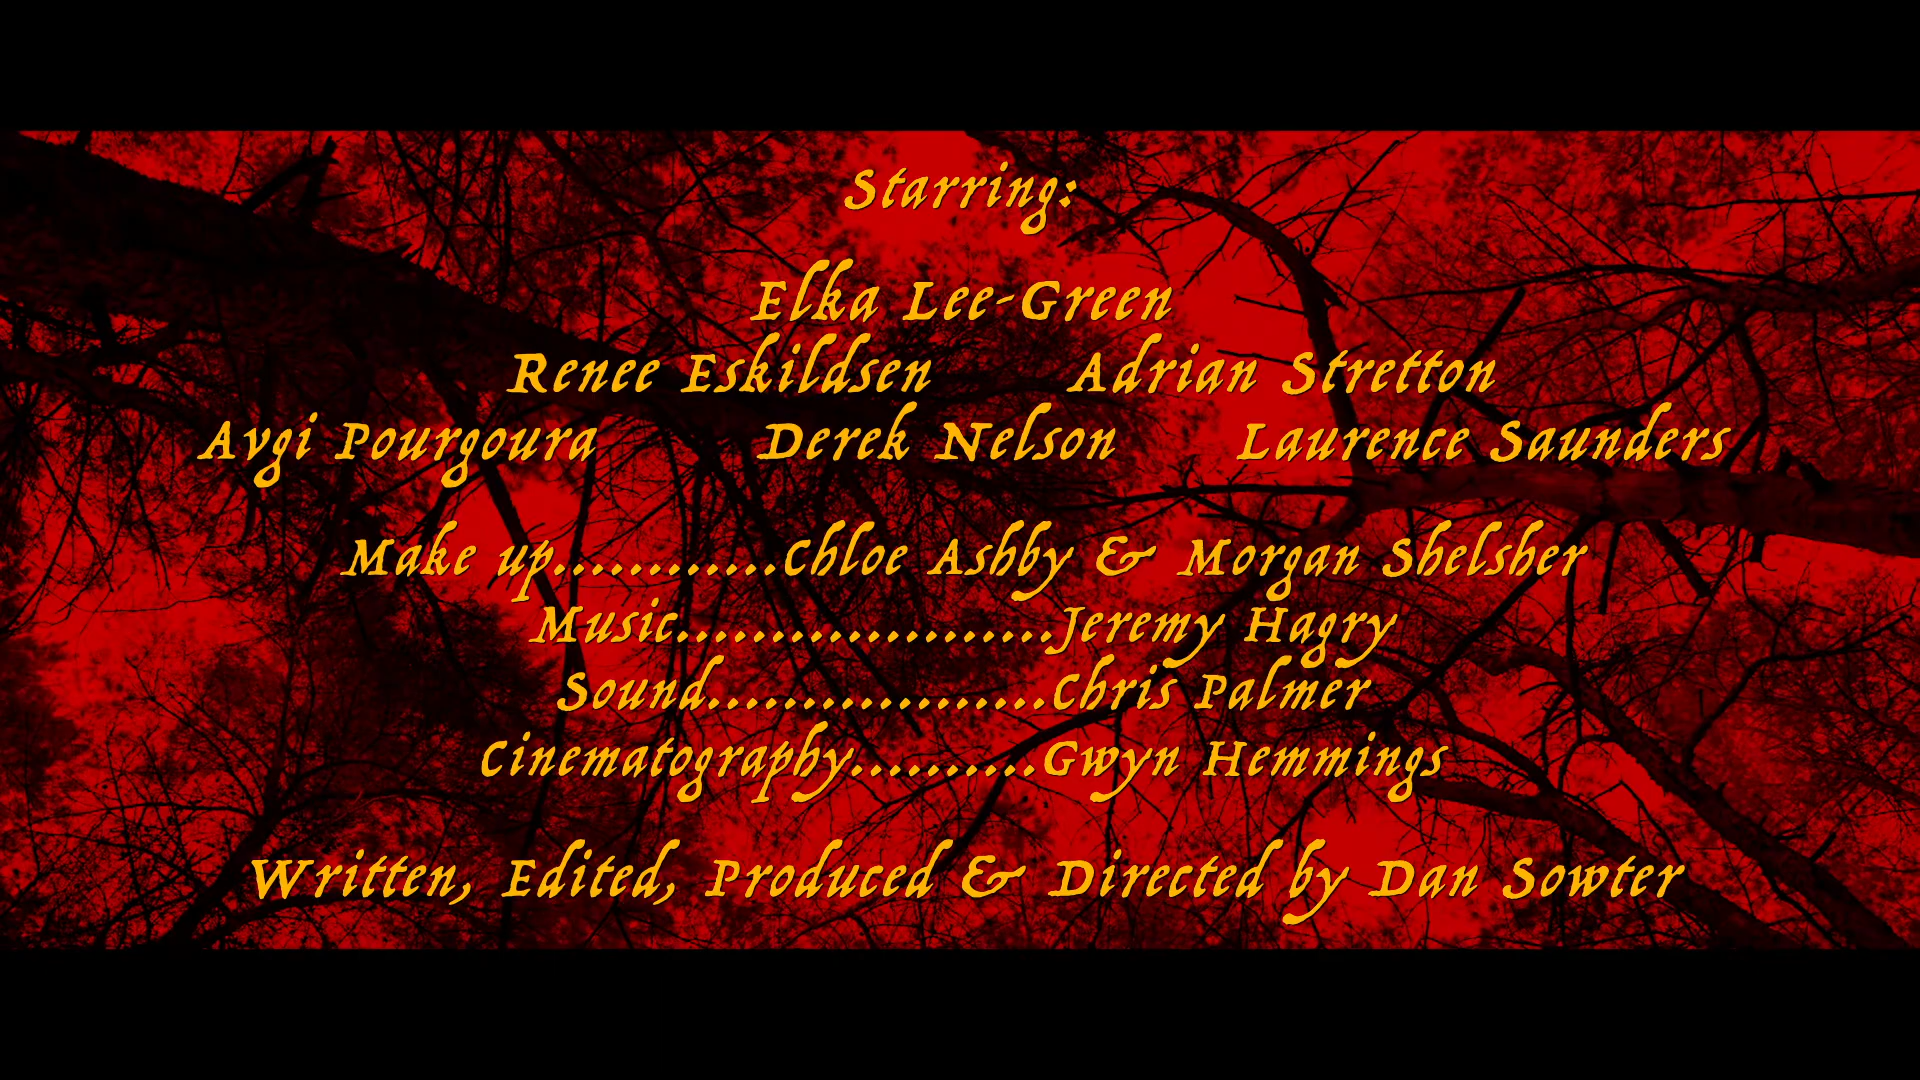 Starring:
Elka Lee-Green
Renee Eskildsen Adrian Stretton
Avgi Pourgoura Derek Nelson Laurence Saunders
Make up............Chloe Ashby & Morgan Shelsher
Music....................Jeremy Hagry
Sound..................Chris Palmer
Cinematography..........Gwyn Hemmings
Written, Edited, Produced & Directed by Dan Sowter